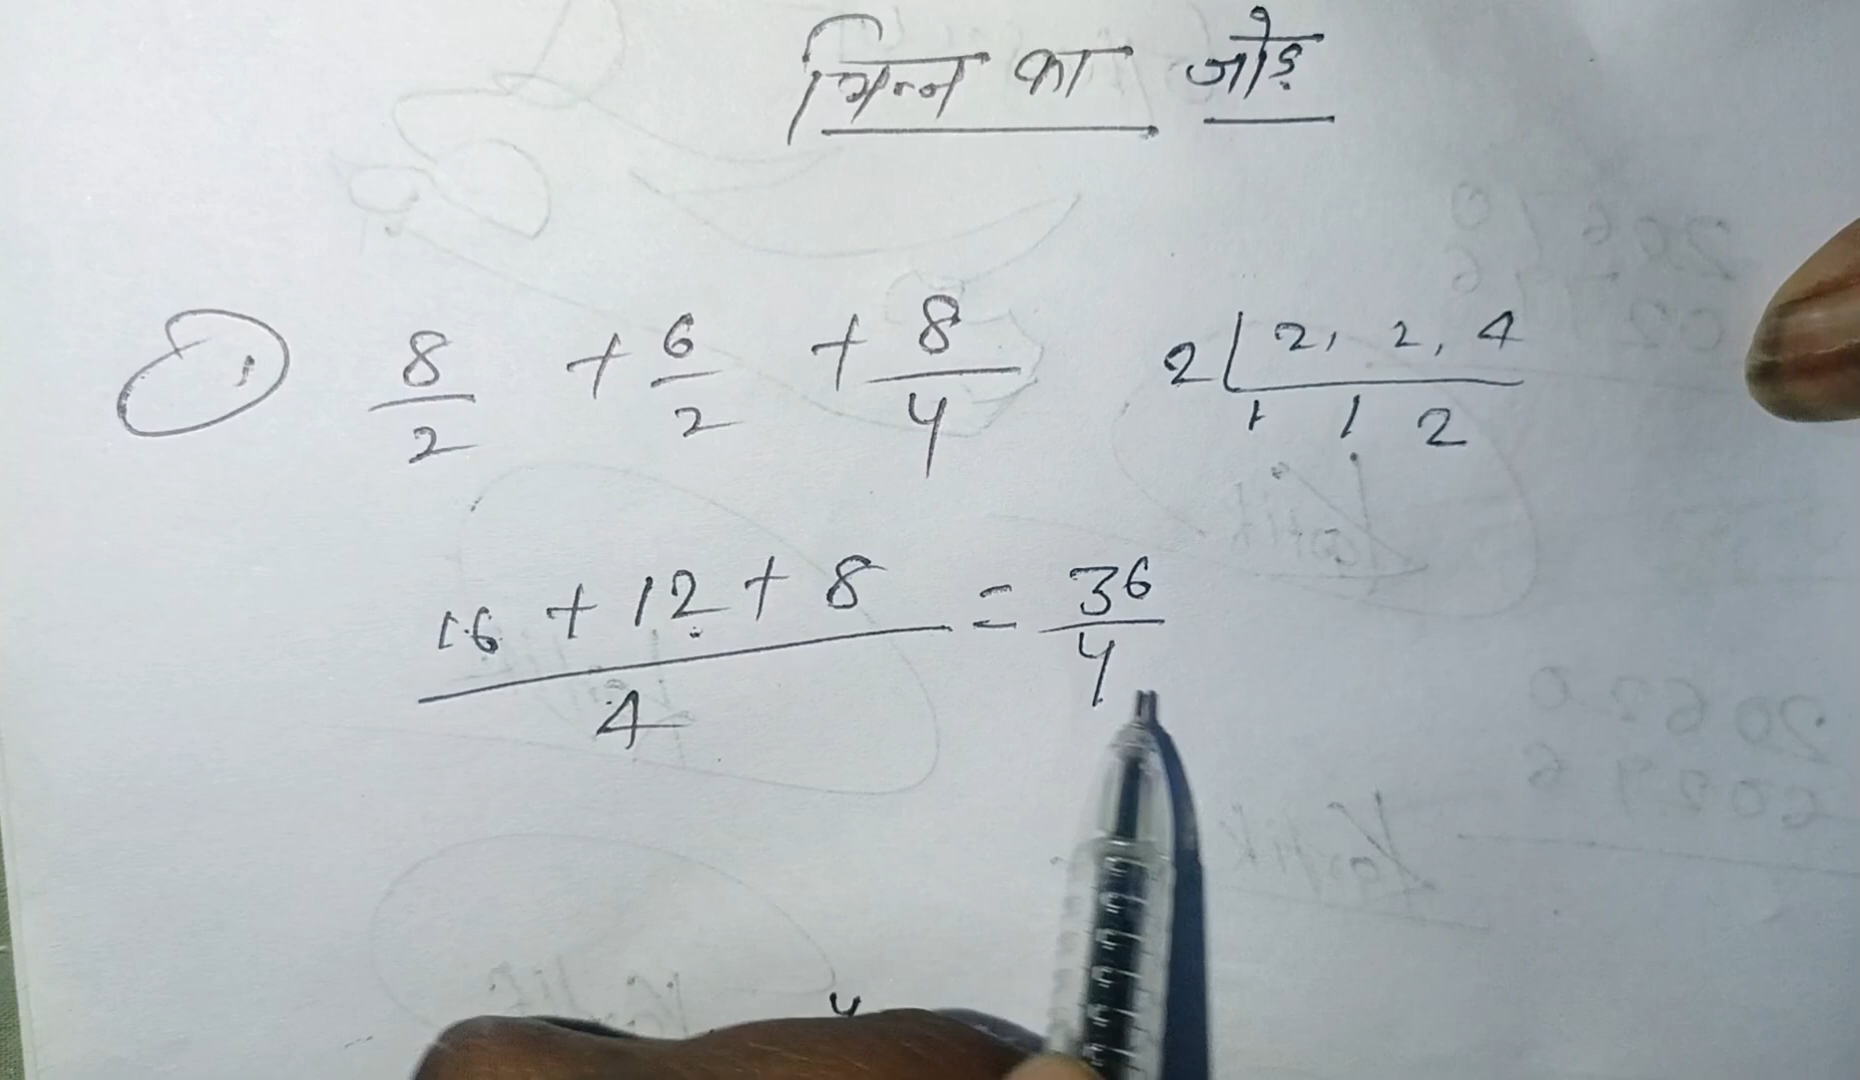 भिन्न का जोड़
1) 8/2 + 6/2 + 8/4
2 | 2, 2, 4
1 1 2
16 + 12 + 8 / 4 = 36/4